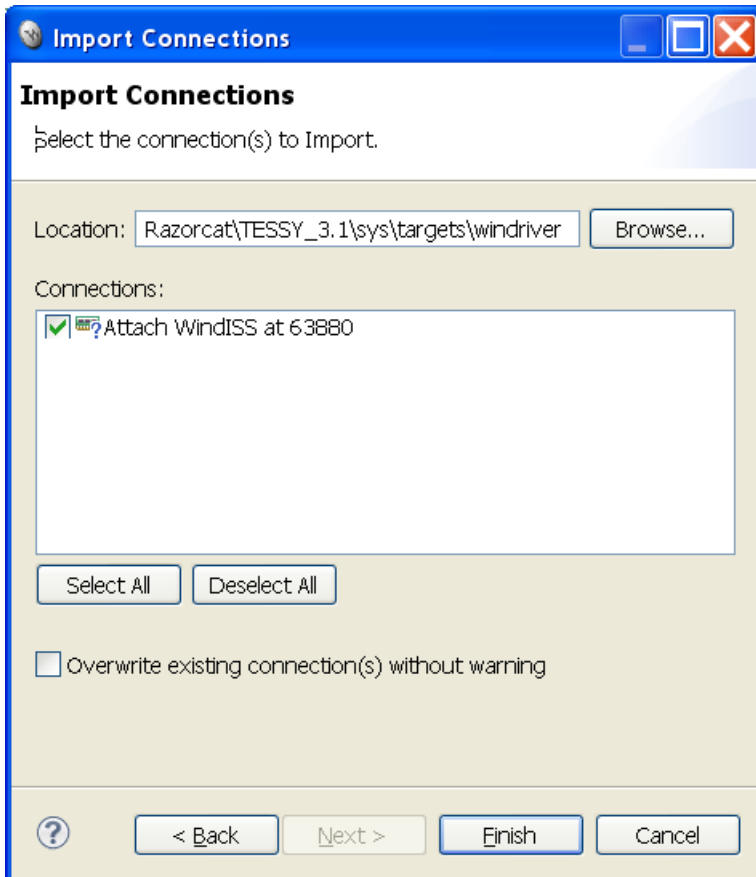 Import Connections
Import Connections
Select the connection(s) to Import.
Location: Razorcat\TESSY_3.1\sys\targets\windriver Browse...
Connections:
Attach WindISS at 63880
Select All Deselect All
Overwrite existing connection(s) without warning
? < Back Next > Finish Cancel